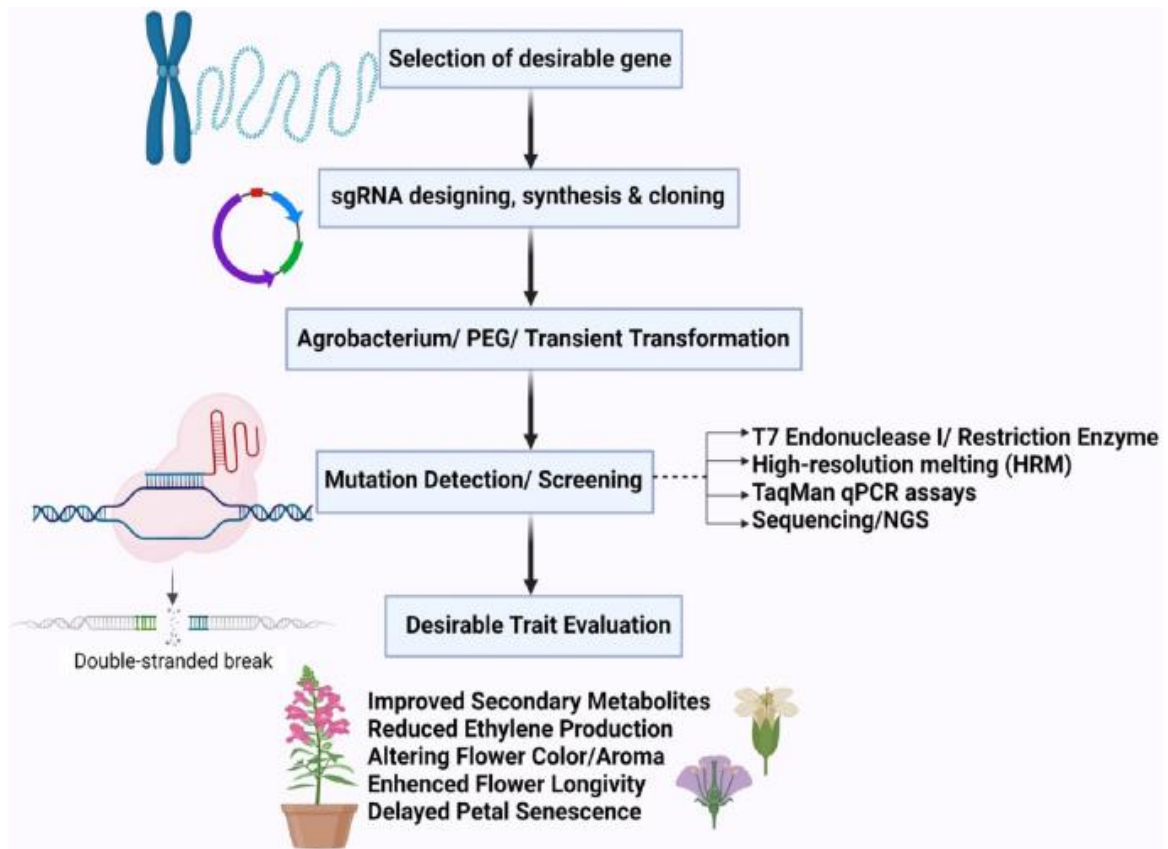 Selection of desirable gene
sgRNA designing, synthesis & cloning
Agrobacterium/ PEG/ Transient Transformation
Mutation Detection/ Screening
T7 Endonuclease I/ Restriction Enzyme
High-resolution melting (HRM)
TaqMan qPCR assays
Sequencing/NGS
Desirable Trait Evaluation
Double-stranded break
Improved Secondary Metabolites
Reduced Ethylene Production
Altering Flower Color/Aroma
Enhenced Flower Longivity
Delayed Petal Senescence